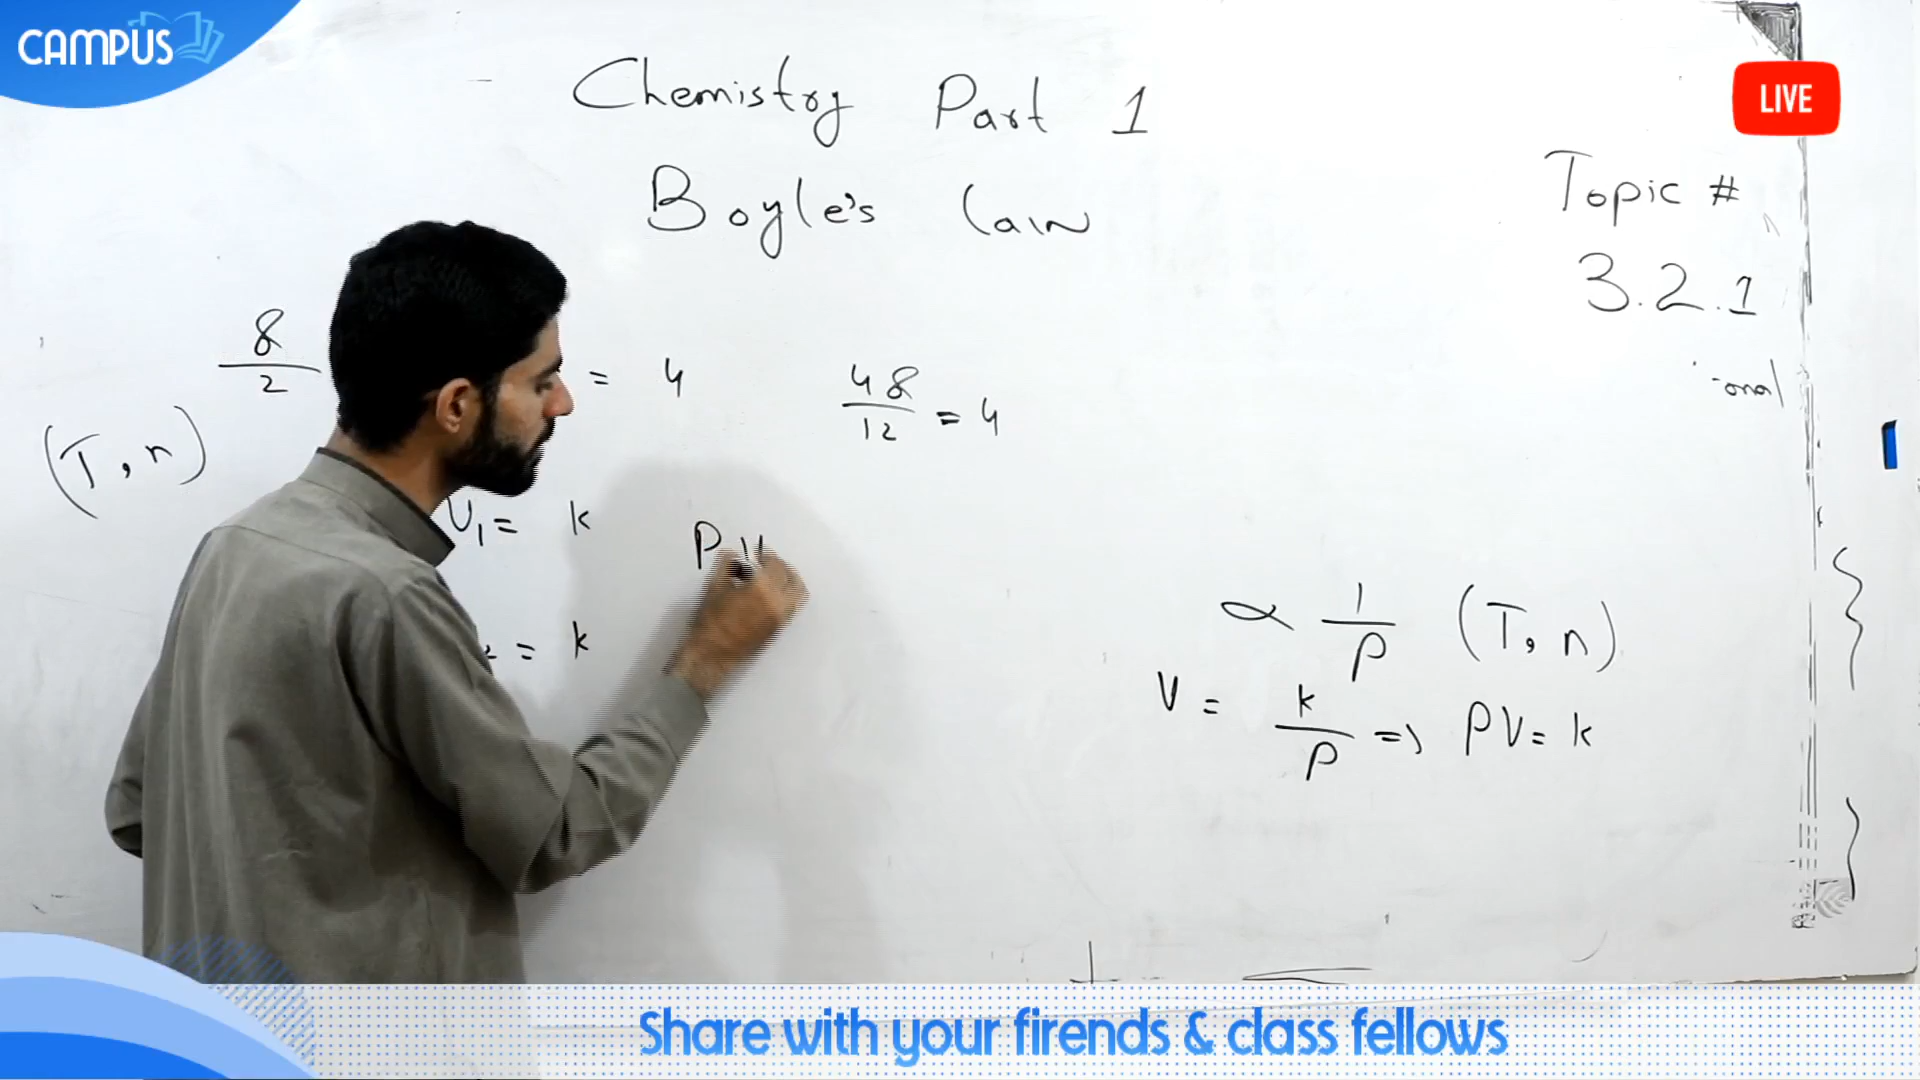 CAMPUS
LIVE
Chemistry Part 1
Boyle's law
Topic #
3.2.1
8/2 = 4
48/12 = 4
(T, n)
V₁ = k
P V
₂ = k
∝ 1/P (T, n)
V = k/P => PV = k
Share with your firends & class fellows